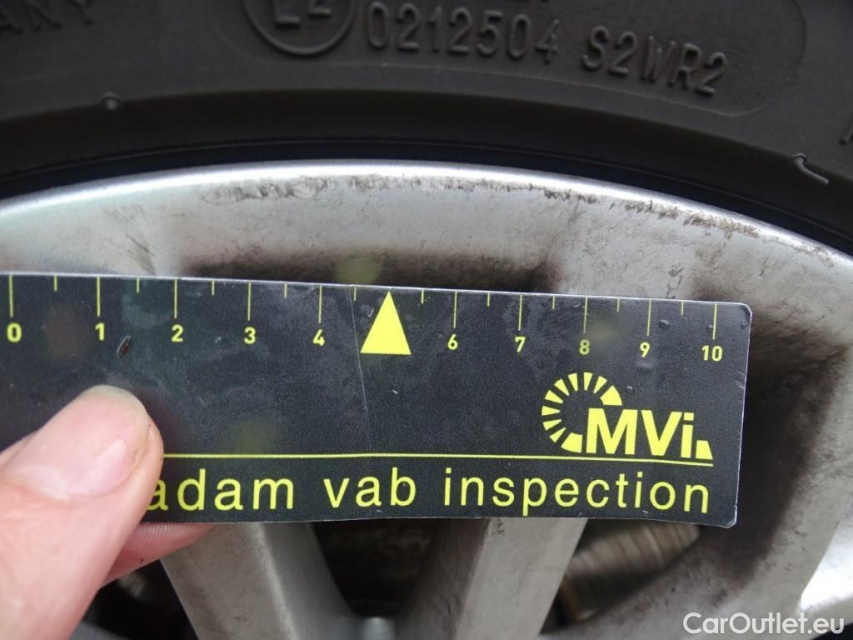 0212504 S2WR2
0 1 2 3 4 6 7 8 9 10
MVi
adam vab inspection
CarOutlet.eu